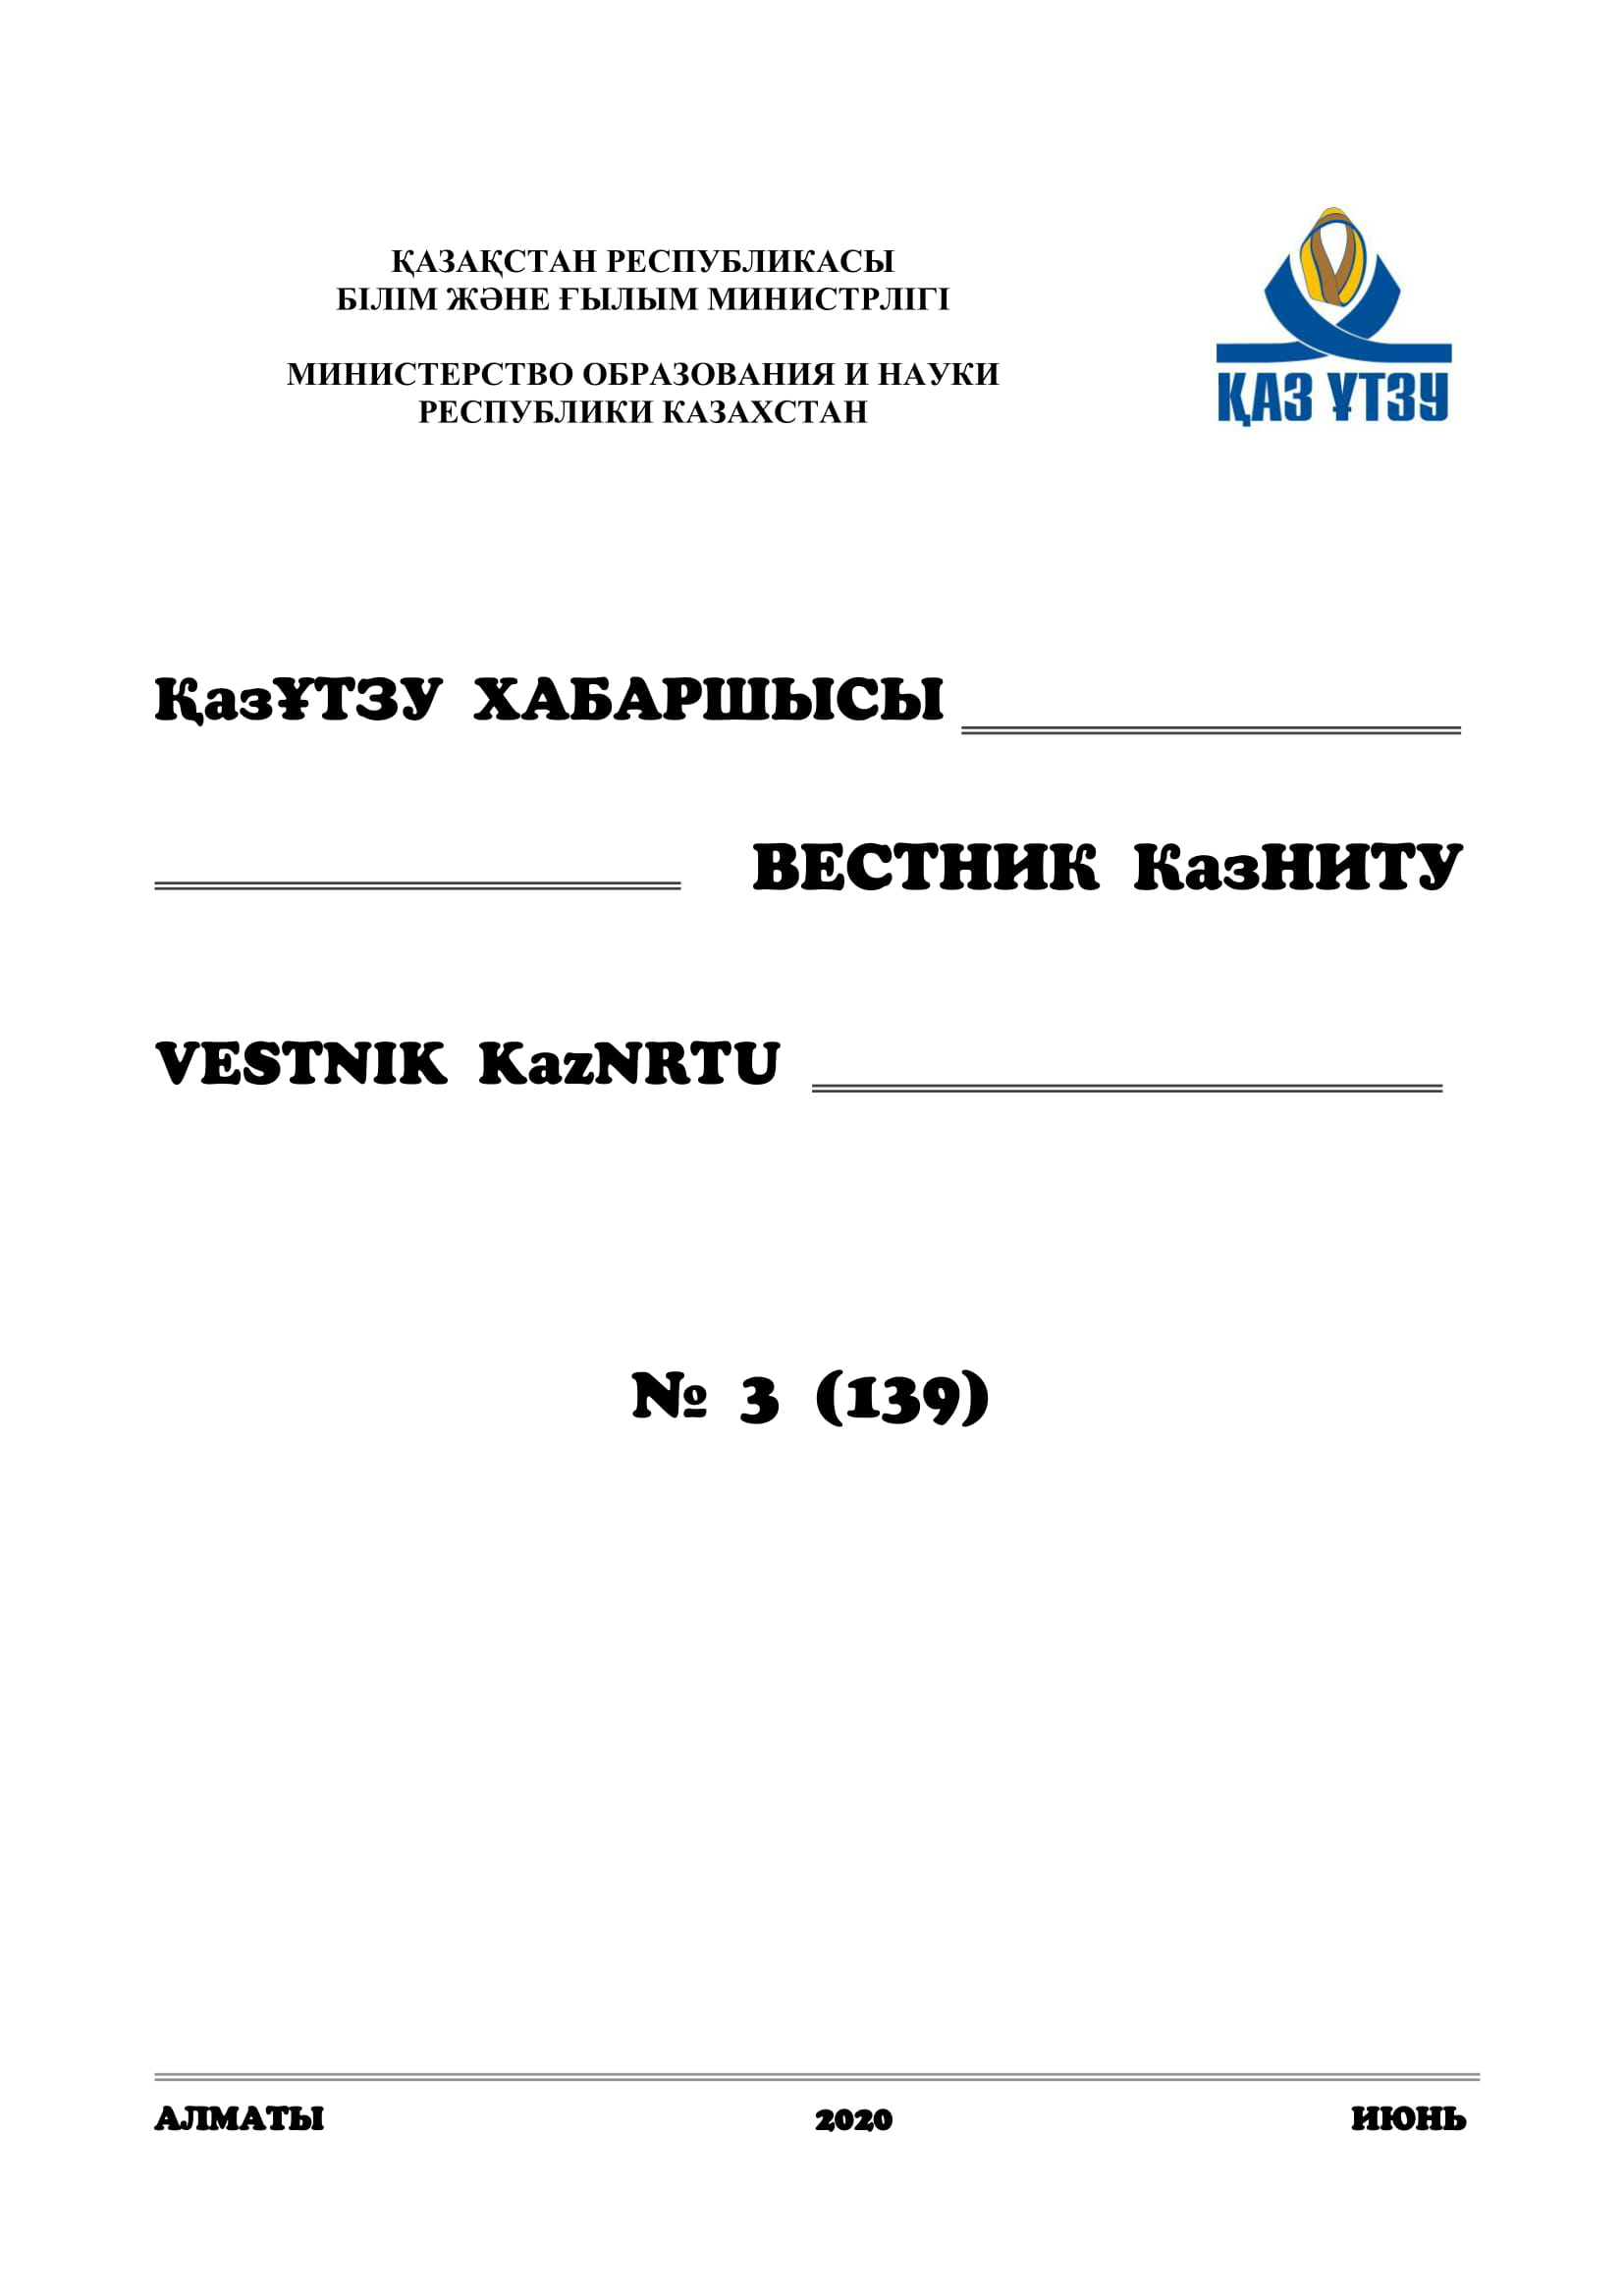 ҚАЗАҚСТАН РЕСПУБЛИКАСЫ
БІЛІМ ЖӘНЕ ҒЫЛЫМ МИНИСТРЛІГІ
МИНИСТЕРСТВО ОБРАЗОВАНИЯ И НАУКИ
РЕСПУБЛИКИ КАЗАХСТАН
ҚАЗ ҰТЗУ
ҚазҰТЗУ ХАБАРШЫСЫ
ВЕСТНИК КазНИТУ
VESTNIK KazNRTU
№ 3 (139)
АЛМАТЫ 2020 ИЮНЬ